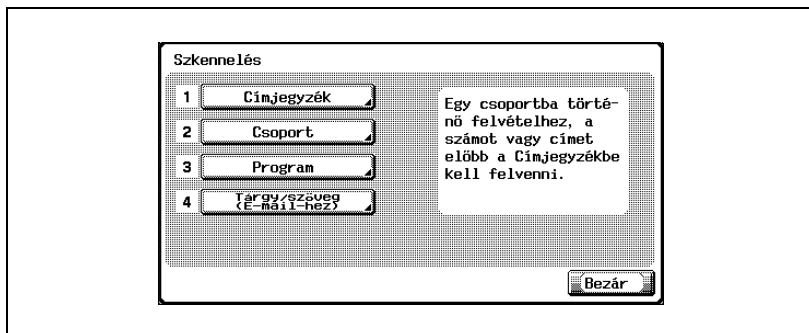 Szkennelés
1 Címjegyzék
2 Csoport
3 Program
4 Tárgy/szöveg
(E-mail-hez)
Egy csoportba törté-
nő felvételhez, a
számot vagy címet
előbb a Címjegyzékbe
kell felvenni.
Bezár